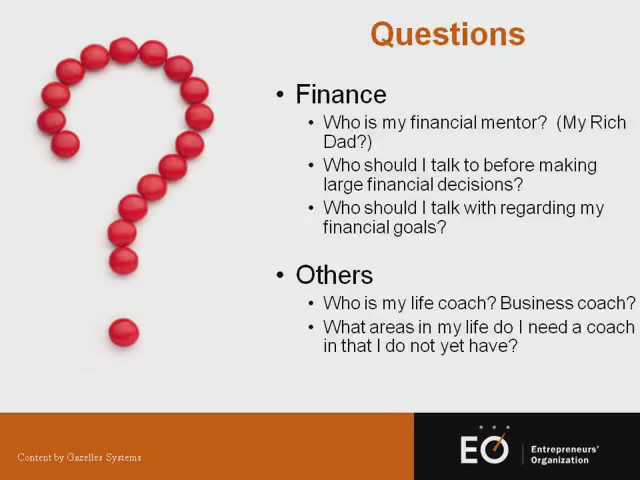 Questions
• Finance
• Who is my financial mentor? (My Rich
Dad?)
• Who should I talk to before making
large financial decisions?
• Who should I talk with regarding my
financial goals?
• Others
• Who is my life coach? Business coach?
• What areas in my life do I need a coach
in that I do not yet have?
Content by Gazelles Systems
EO
Entrepreneurs'
Organization